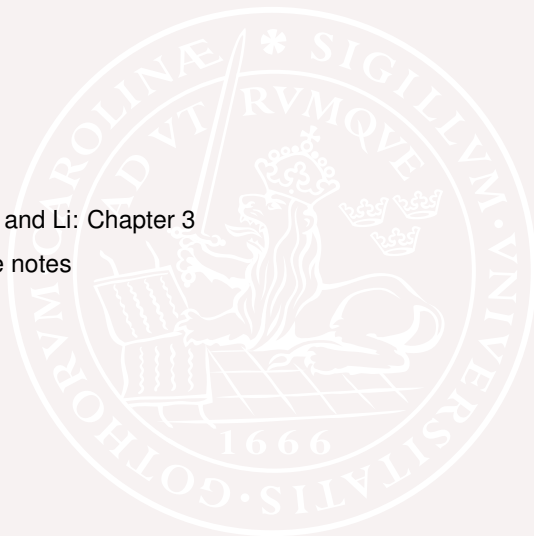 and Li: Chapter 3
e notes
* SIGILLVM · VNIVERSITATIS · GOTHORVM · CAROLINÆ
AD VTRVMQVE
1666